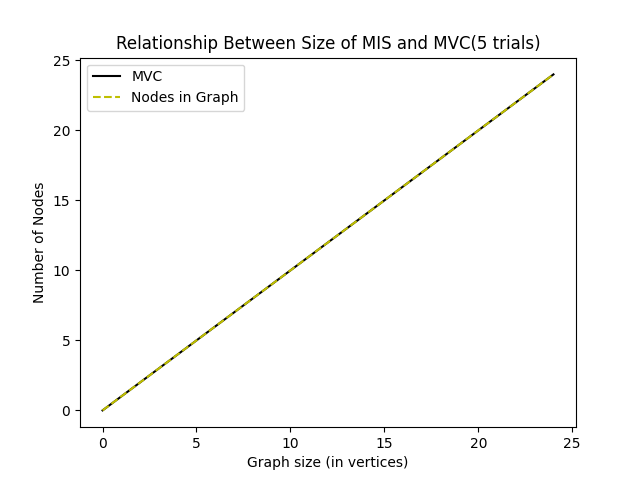 Relationship Between Size of MIS and MVC(5 trials)
MVC
Nodes in Graph
Number of Nodes
25
20
15
10
5
0
0 5 10 15 20 25
Graph size (in vertices)